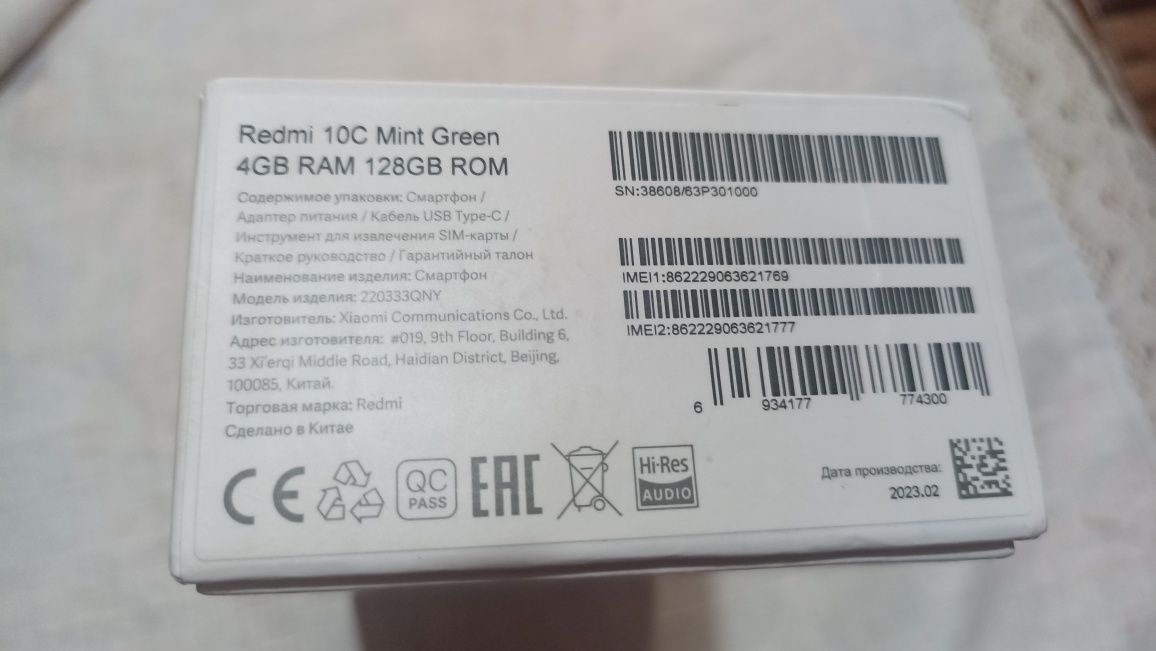 Redmi 10C Mint Green
4GB RAM 128GB ROM
Содержимое упаковки: Смартфон /
Адаптер питания / Кабель USB Type-C /
Инструмент для извлечения SIM-карты /
Краткое руководство / Гарантийный талон
Наименование изделия: Смартфон
Модель изделия: 220333QNY
Изготовитель: Xiaomi Communications Co., Ltd.
Адрес изготовителя: #019, 9th Floor, Building 6,
33 Xi'erqi Middle Road, Haidian District, Beijing,
100085, Китай.
Торговая марка: Redmi
Сделано в Китае
SN:38608/63P301000
IMEI1:862229063621769
IMEI2:862229063621777
6 934177 774300
CE
QC
PASS
EAC
Hi-Res
AUDIO
Дата производства:
2023.02